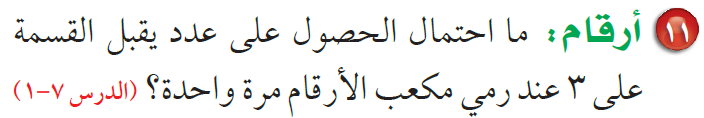 ١١ أرقام: ما احتمال الحصول على عدد يقبل القسمة
على ٣ عند رمي مكعب الأرقام مرة واحدة؟ (الدرس ٧-١)